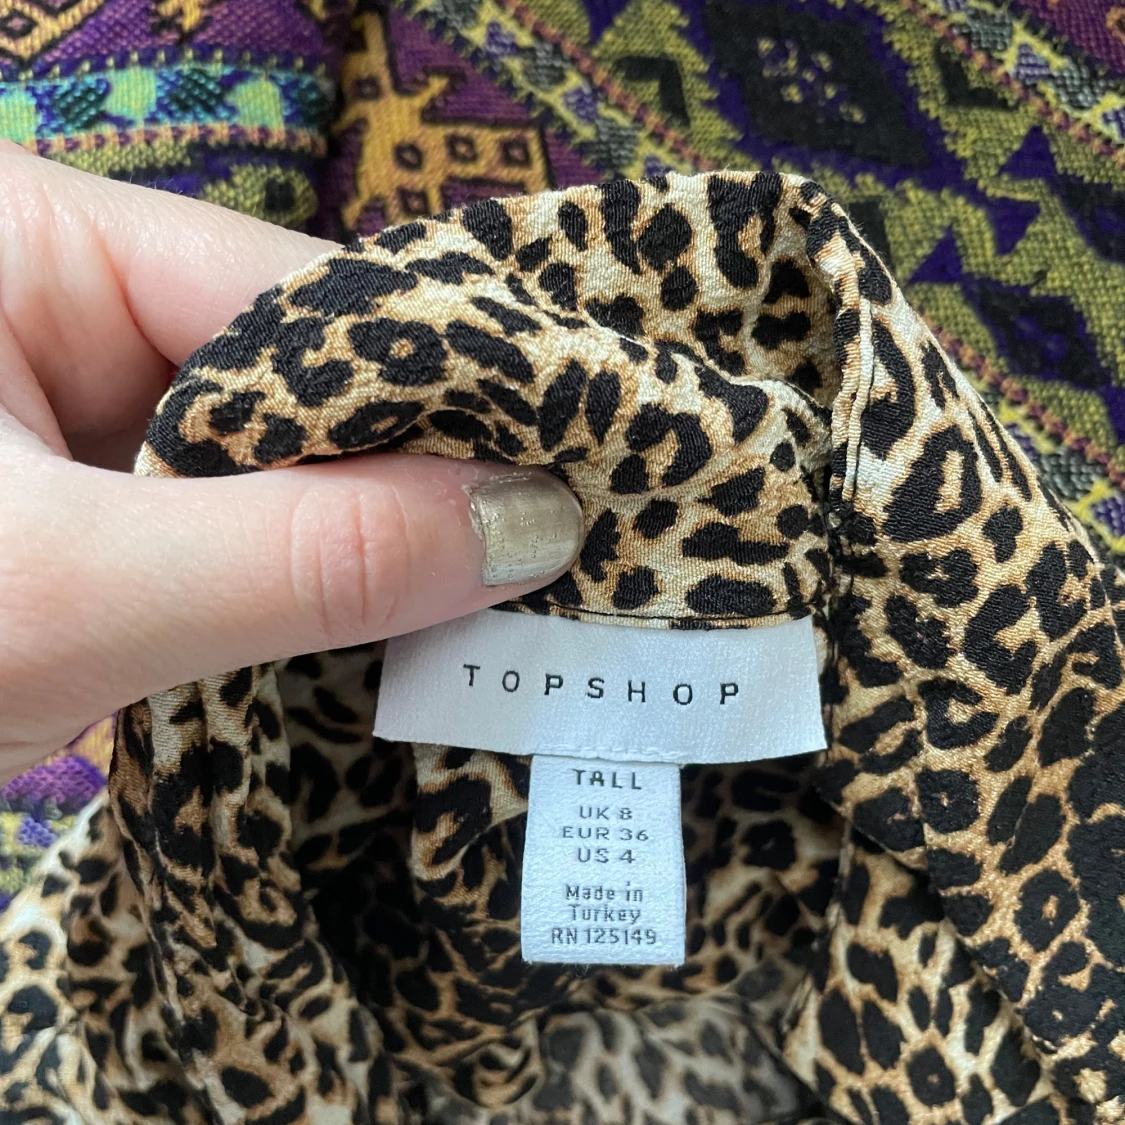 TOPSHOP
TALL
UK 8
EUR 36
US 4
Made in
Turkey
RN 125149